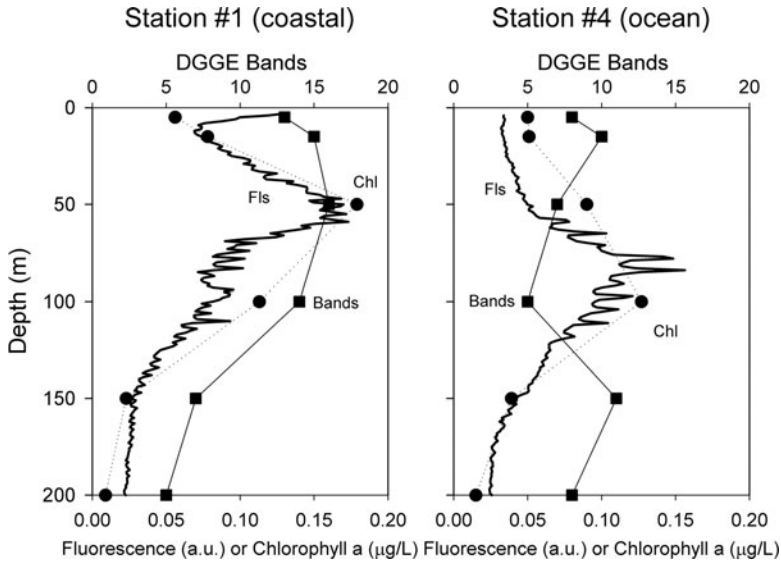 Station #1 (coastal) Station #4 (ocean)
DGGE Bands DGGE Bands
0 5 10 15 20 0 5 10 15 20
0
Fls
Chl
Fls
50
Depth (m)
100
Bands
Bands
Chl
150
200
0.00 0.05 0.10 0.15 0.20 0.00 0.05 0.10 0.15 0.20
Fluorescence (a.u.) or Chlorophyll a (µg/L) Fluorescence (a.u.) or Chlorophyll a (µg/L)